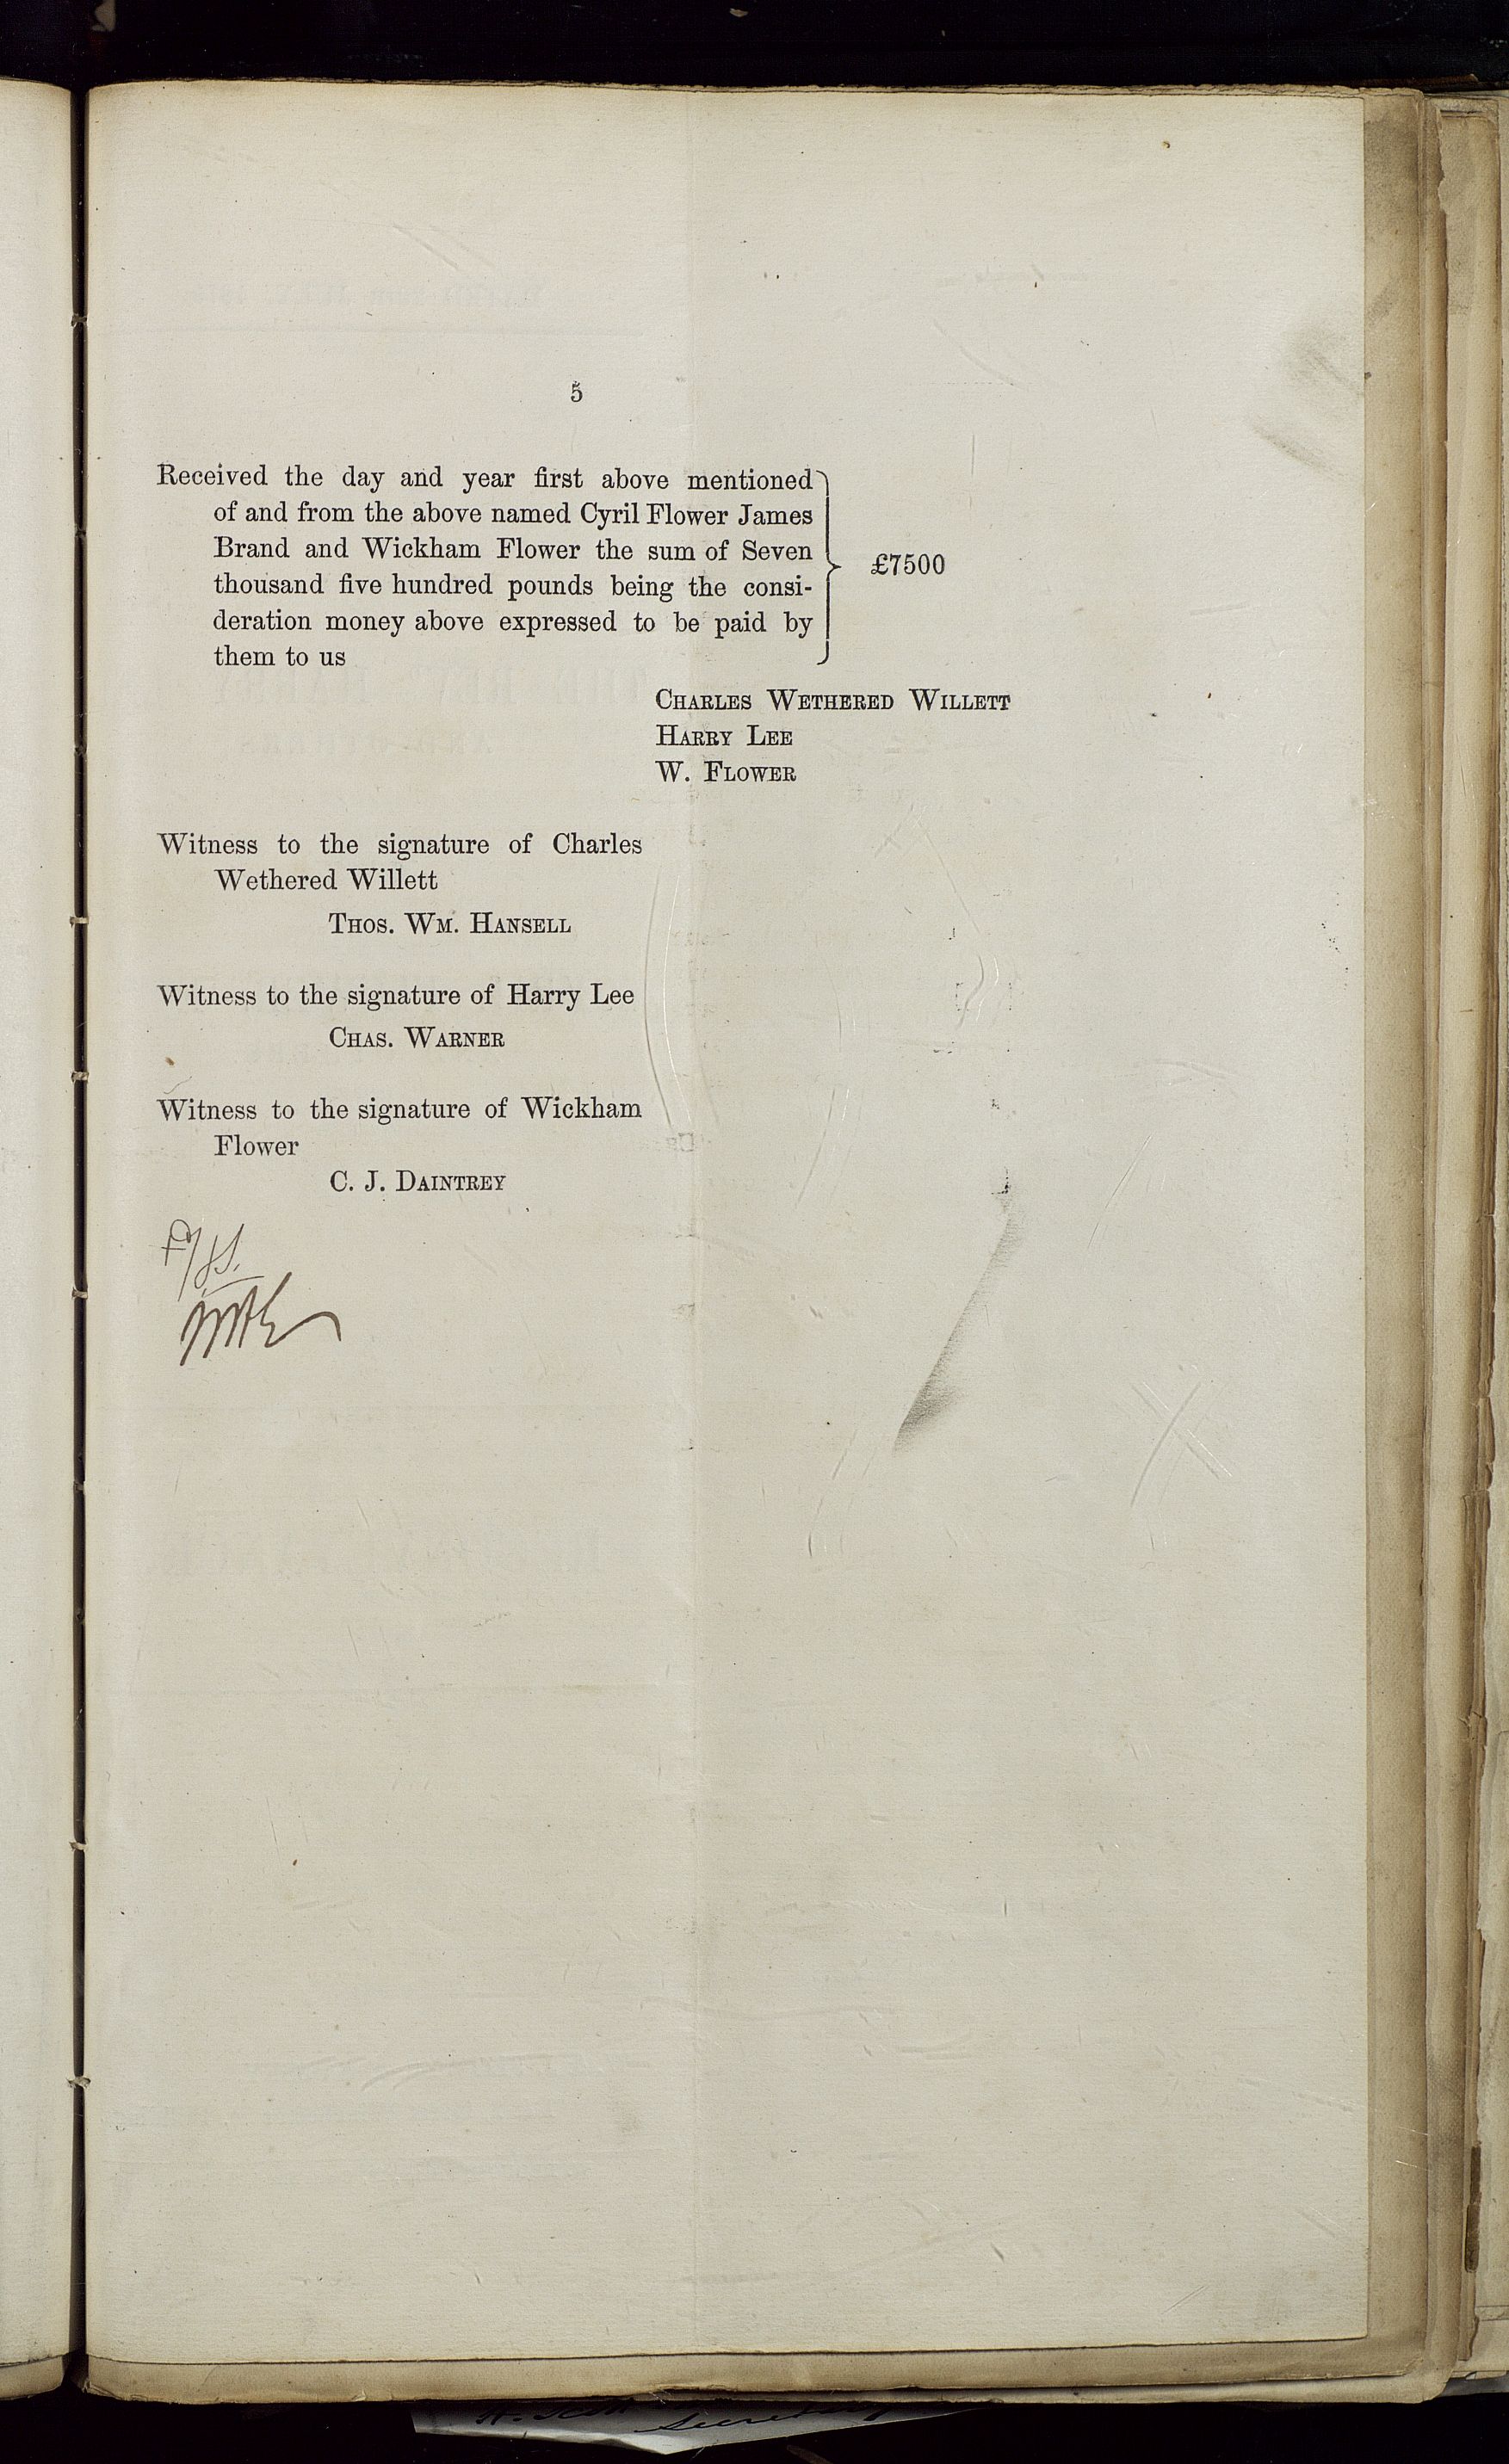 5
Received the day and year first above mentioned
of and from the above named Cyril Flower James
Brand and Wickham Flower the sum of Seven
thousand five hundred pounds being the consi-
deration money above expressed to be paid by
them to us
£7500
CHARLES WETHERED WILLETT
HARRY LEE
W. FLOWER
Witness to the signature of Charles
Wethered Willett
THOS. WM. HANSELL
Witness to the signature of Harry Lee
CHAS. WARNER
Witness to the signature of Wickham
Flower
C. J. DAINTREY